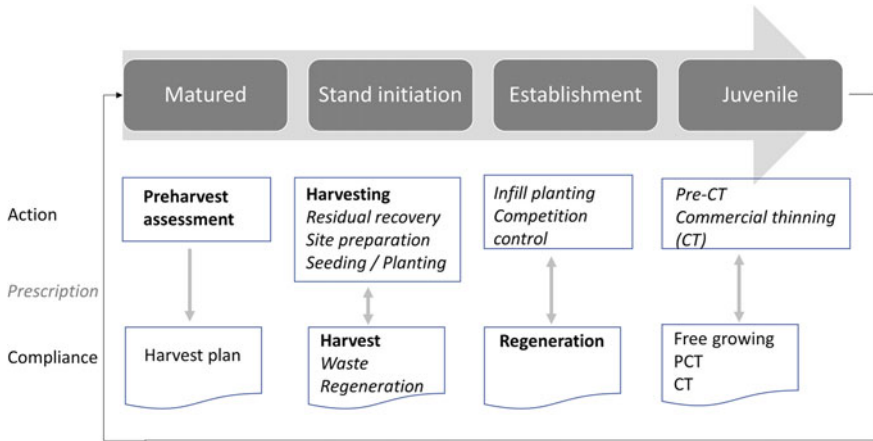 Matured
Stand initiation
Establishment
Juvenile
Action
Preharvest
assessment
Harvesting
Residual recovery
Site preparation
Seeding / Planting
Infill planting
Competition
control
Pre-CT
Commercial thinning
(CT)
Prescription
Compliance
Harvest plan
Harvest
Waste
Regeneration
Regeneration
Free growing
PCT
CT